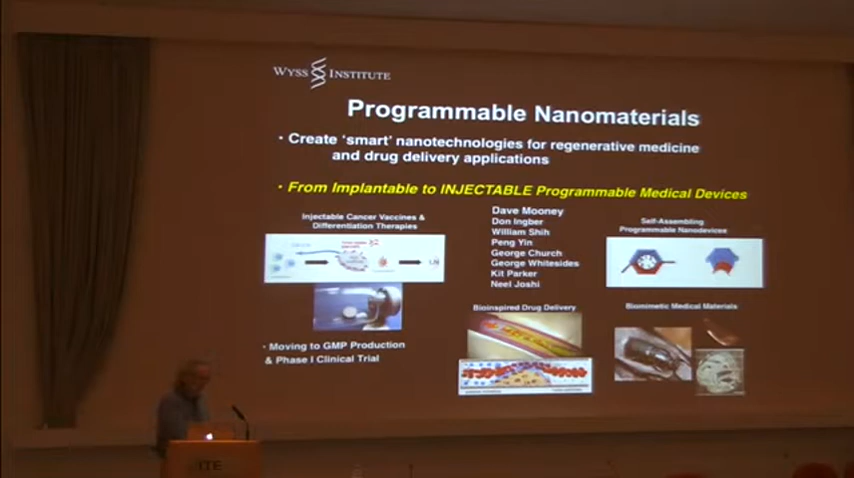 WYSS INSTITUTE
Programmable Nanomaterials
• Create ‘smart’ nanotechnologies for regenerative medicine
and drug delivery applications
• From Implantable to INJECTABLE Programmable Medical Devices
Injectable Cancer Vaccines &
Differentiation Therapies
Dave Mooney
Don Ingber
William Shih
Peng Yin
George Church
George Whitesides
Kit Parker
Neel Joshi
Self-Assembling
Programmable Nanodevices
Bioinspired Drug Delivery
Biomimetic Medical Materials
• Moving to GMP Production
& Phase I Clinical Trial
ITE